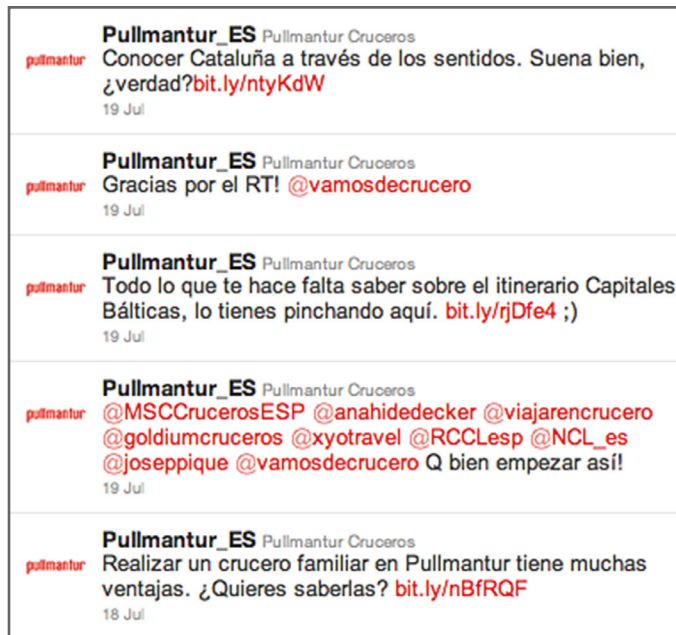 Pullmantur_ES Pullmantur Cruceros
pullmantur
Conocer Cataluña a través de los sentidos. Suena bien,
¿verdad?bit.ly/ntyKdW
19 Jul
Pullmantur_ES Pullmantur Cruceros
pullmantur
Gracias por el RT! @vamosdecrucero
19 Jul
Pullmantur_ES Pullmantur Cruceros
pullmantur
Todo lo que te hace falta saber sobre el itinerario Capitales
Bálticas, lo tienes pinchando aquí. bit.ly/rjDfe4 ;)
19 Jul
Pullmantur_ES Pullmantur Cruceros
pullmantur
@MSCCrucerosESP @anahidedecker @viajarencrucero
@goldiumcruceros @xyotravel @RCCLesp @NCL_es
@joseppique @vamosdecrucero Q bien empezar así!
19 Jul
Pullmantur_ES Pullmantur Cruceros
pullmantur
Realizar un crucero familiar en Pullmantur tiene muchas
ventajas. ¿Quieres saberlas? bit.ly/nBfRQF
18 Jul